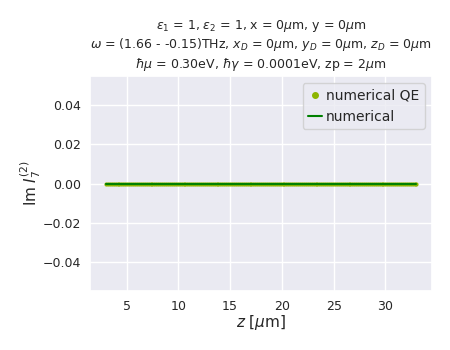 ε₁ = 1, ε₂ = 1, x = 0μm, y = 0μm
ω = (1.66 - -0.15)THz, x_D = 0μm, y_D = 0μm, z_D = 0μm
ℏμ = 0.30eV, ℏγ = 0.0001eV, zp = 2μm
numerical QE
numerical
0.04
0.02
0.00
−0.02
−0.04
Im I₇⁽²⁾
5 10 15 20 25 30
z [μm]